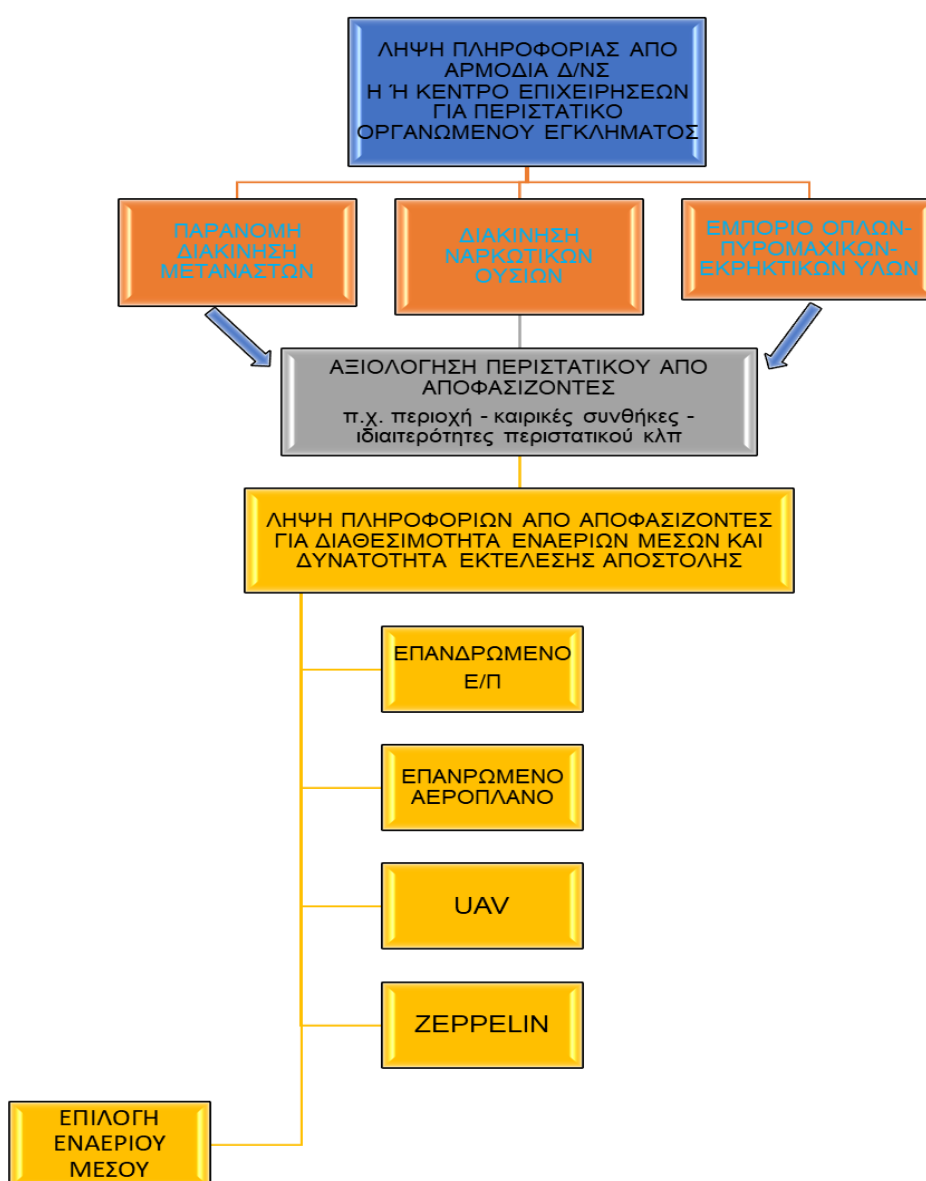 ΛΗΨΗ ΠΛΗΡΟΦΟΡΙΑΣ ΑΠΟ
ΑΡΜΟΔΙΑ Δ/ΝΣ
Η Ή ΚΕΝΤΡΟ ΕΠΙΧΕΙΡΗΣΕΩΝ
ΓΙΑ ΠΕΡΙΣΤΑΤΙΚΟ
ΟΡΓΑΝΩΜΕΝΟΥ ΕΓΚΛΗΜΑΤΟΣ
ΠΑΡΑΝΟΜΗ
ΔΙΑΚΙΝΗΣΗ
ΜΕΤΑΝΑΣΤΩΝ
ΔΙΑΚΙΝΗΣΗ
ΝΑΡΚΩΤΙΚΩΝ
ΟΥΣΙΩΝ
ΕΜΠΟΡΙΟ ΟΠΛΩΝ-
ΠΥΡΟΜΑΧΙΚΩΝ-
ΕΚΡΗΚΤΙΚΩΝ ΥΛΩΝ
ΑΞΙΟΛΟΓΗΣΗ ΠΕΡΙΣΤΑΤΙΚΟΥ ΑΠΟ
ΑΠΟΦΑΣΙΖΟΝΤΕΣ
π.χ. περιοχή - καιρικές συνθήκες -
ιδιαιτερότητες περιστατικού κλπ
ΛΗΨΗ ΠΛΗΡΟΦΟΡΙΩΝ ΑΠΟ ΑΠΟΦΑΣΙΖΟΝΤΕΣ
ΓΙΑ ΔΙΑΘΕΣΙΜΟΤΗΤΑ ΕΝΑΕΡΙΩΝ ΜΕΣΩΝ ΚΑΙ
ΔΥΝΑΤΟΤΗΤΑ ΕΚΤΕΛΕΣΗΣ ΑΠΟΣΤΟΛΗΣ
ΕΠΑΝΔΡΩΜΕΝΟ
Ε/Π
ΕΠΑΝΡΩΜΕΝΟ
ΑΕΡΟΠΛΑΝΟ
UAV
ZEPPELIN
ΕΠΙΛΟΓΗ
ΕΝΑΕΡΙΟΥ
ΜΕΣΟΥ